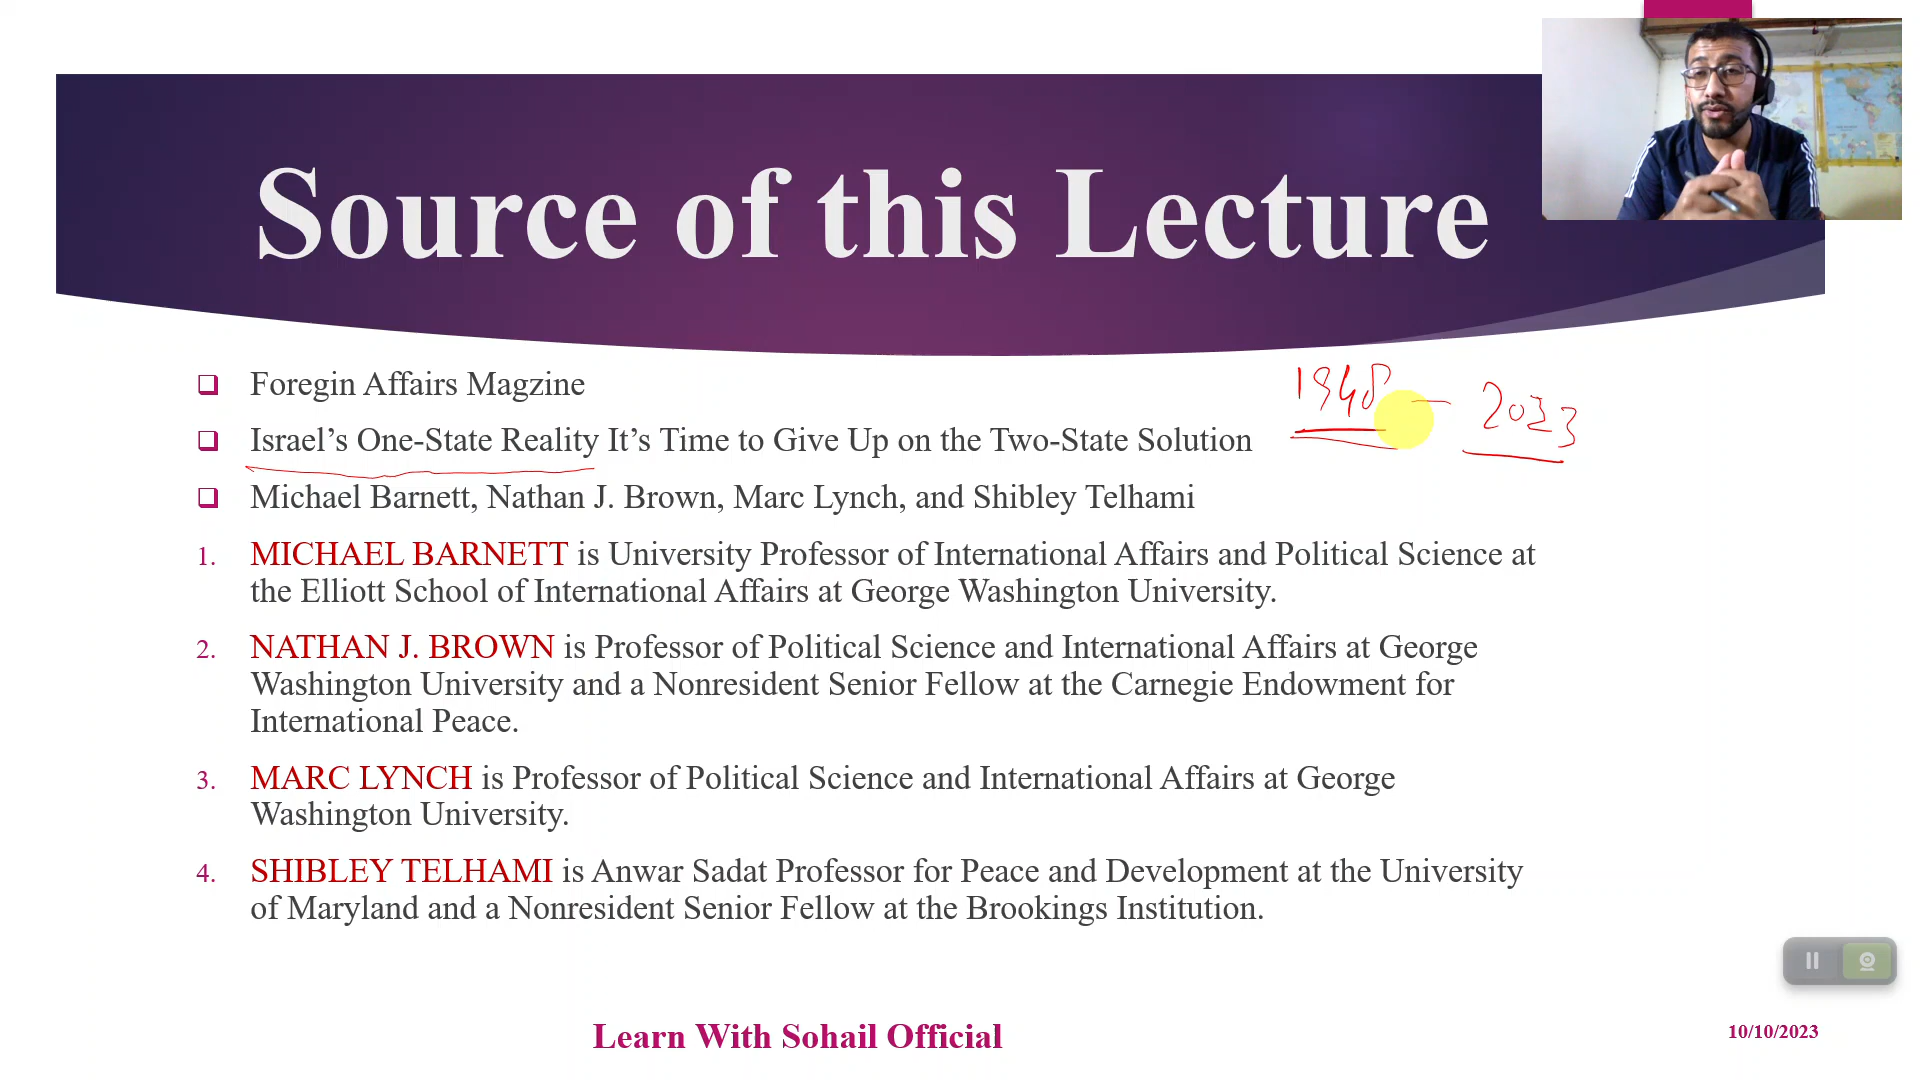 Source of this Lecture
Foregin Affairs Magzine
1948 – 2023
Israel’s One-State Reality It’s Time to Give Up on the Two-State Solution
Michael Barnett, Nathan J. Brown, Marc Lynch, and Shibley Telhami
1. MICHAEL BARNETT is University Professor of International Affairs and Political Science at
the Elliott School of International Affairs at George Washington University.
2. NATHAN J. BROWN is Professor of Political Science and International Affairs at George
Washington University and a Nonresident Senior Fellow at the Carnegie Endowment for
International Peace.
3. MARC LYNCH is Professor of Political Science and International Affairs at George
Washington University.
4. SHIBLEY TELHAMI is Anwar Sadat Professor for Peace and Development at the University
of Maryland and a Nonresident Senior Fellow at the Brookings Institution.
Learn With Sohail Official
10/10/2023